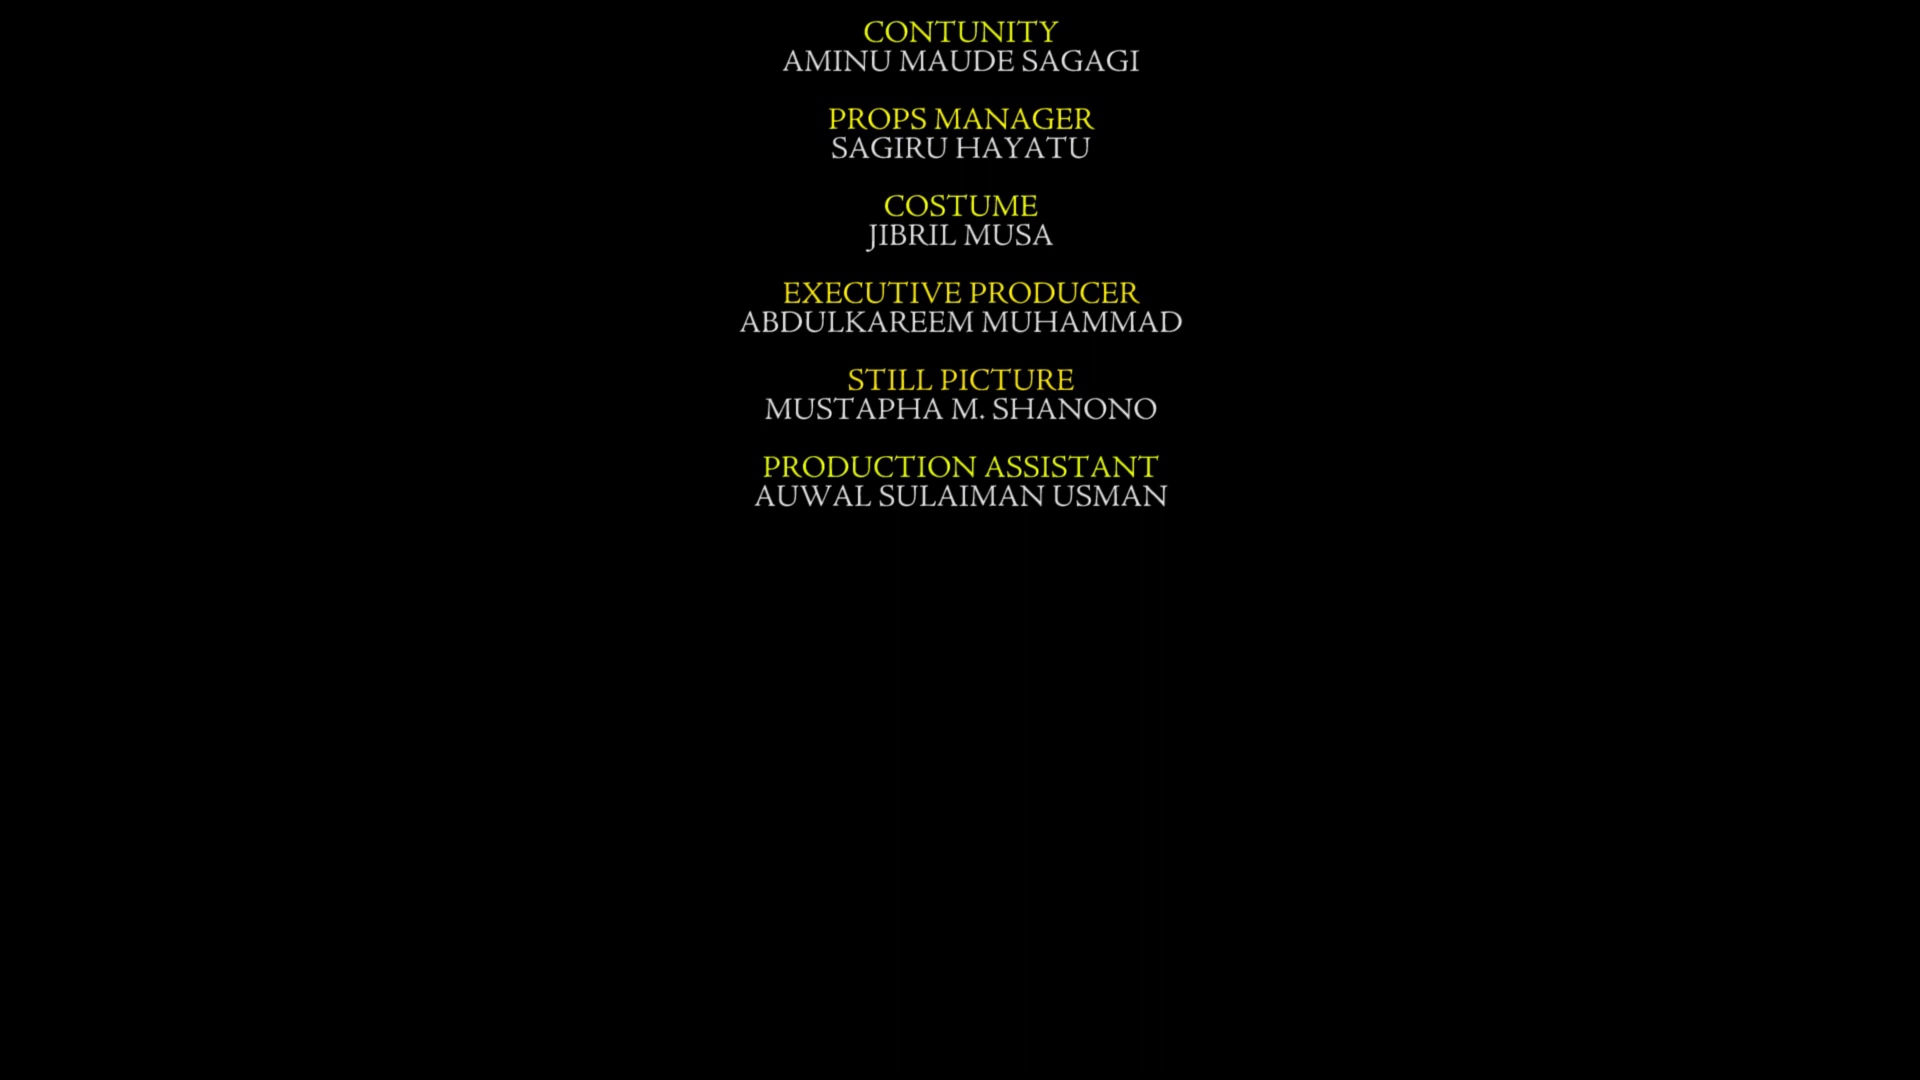 CONTUNITY
AMINU MAUDE SAGAGI
PROPS MANAGER
SAGIRU HAYATU
COSTUME
JIBRIL MUSA
EXECUTIVE PRODUCER
ABDULKAREEM MUHAMMAD
STILL PICTURE
MUSTAPHA M. SHANONO
PRODUCTION ASSISTANT
AUWAL SULAIMAN USMAN